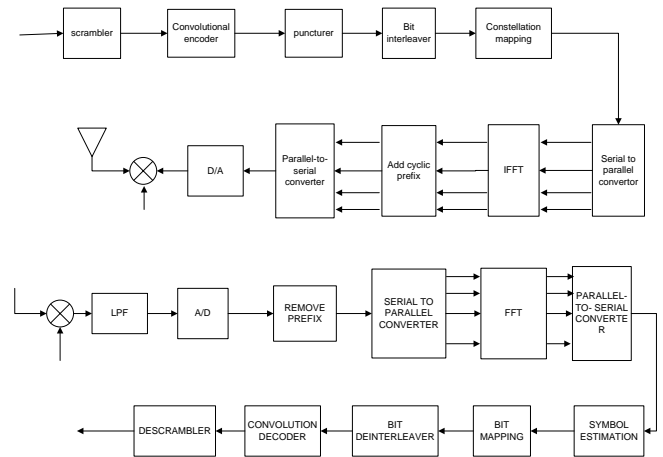 scrambler
Convolutional
encoder
puncturer
Bit
interleaver
Constellation
mapping
D/A
Parallel-to-
serial
converter
Add cyclic
prefix
IFFT
Serial to
parallel
convertor
LPF
A/D
REMOVE
PREFIX
SERIAL TO
PARALLEL
CONVERTER
FFT
PARALLEL-
TO- SERIAL
CONVERTE
R
DESCRAMBLER
CONVOLUTION
DECODER
BIT
DEINTERLEAVER
BIT
MAPPING
SYMBOL
ESTIMATION